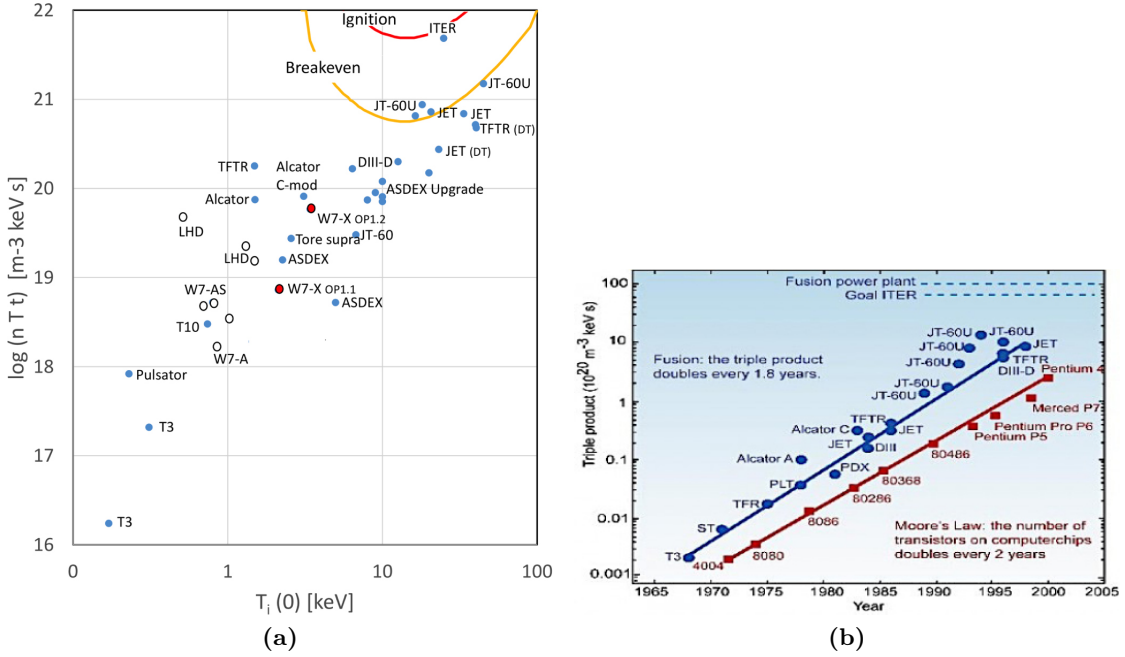 22
21
20
19
18
17
16
log (n T t) [m-3 keV s]
0
1
10
100
T_i (0) [keV]
Ignition
ITER
Breakeven
JT-60U
JT-60U
JET
JET
TFTR (DT)
JET (DT)
DIII-D
TFTR
Alcator
C-mod
ASDEX Upgrade
Alcator
W7-X OP1.2
LHD
JT-60
Tore supra
LHD
ASDEX
W7-AS
W7-X OP1.1
ASDEX
T10
W7-A
Pulsator
T3
T3
(a)
100
10
1
0.1
0.01
0.001
Triple product (10^20 m^-3 keV s)
1965
1970
1975
1980
1985
1990
1995
2000
2005
Year
Fusion power plant
Goal ITER
Fusion: the triple product
doubles every 1.8 years.
JT-60U
JT-60U
JT-60U
JET
JT-60U
TFTR
DIII-D
JT-60U
JT-60U
Pentium 4
Merced P7
TFTR
Pentium Pro P6
Alcator C
JET
Pentium P5
JET
DIII
80486
Alcator A
PDX
80368
PLT
80286
TFR
8086
ST
8080
T3
4004
Moore's Law: the number of
transistors on computerchips
doubles every 2 years
(b)